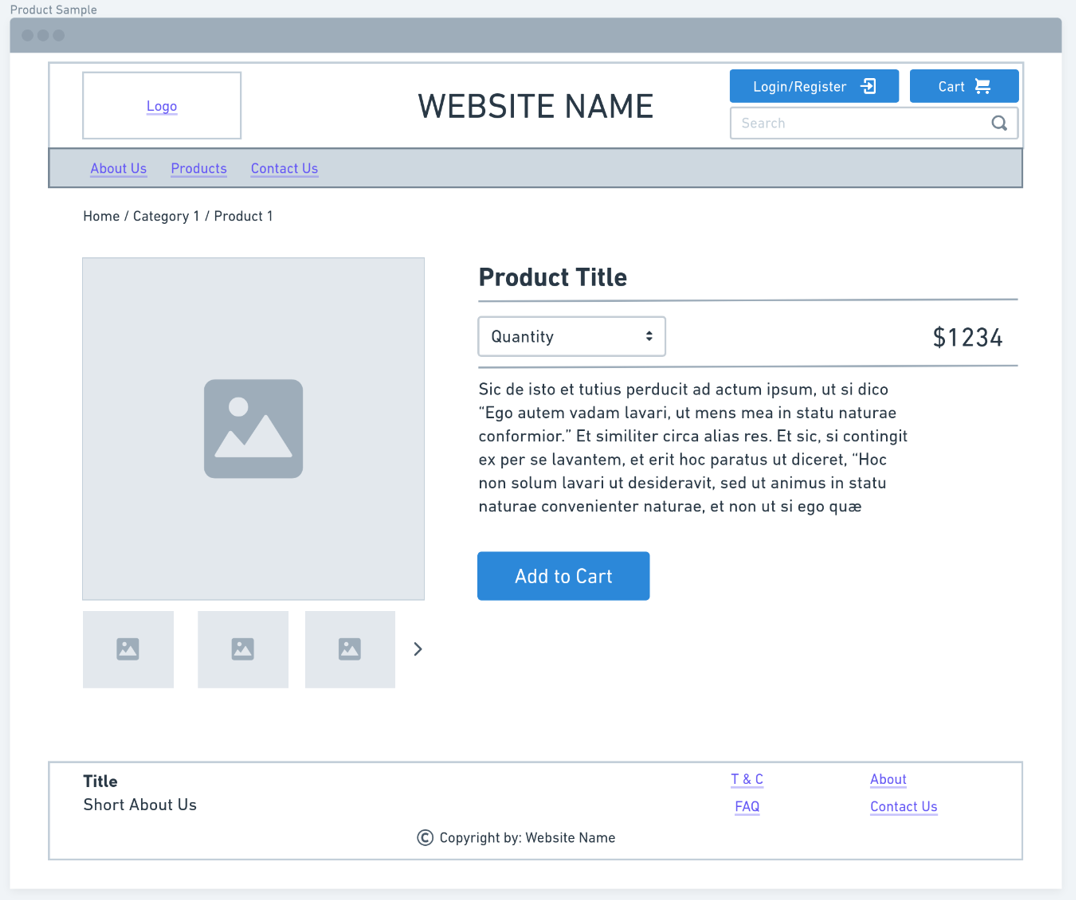 Product Sample
Logo
WEBSITE NAME
Login/Register
Cart
Search
About Us
Products
Contact Us
Home / Category 1 / Product 1
Product Title
Quantity
$1234
Sic de isto et tutius perducit ad actum ipsum, ut si dico
“Ego autem vadam lavari, ut mens mea in statu naturae
conformior.” Et similiter circa alias res. Et sic, si contingit
ex per se lavantem, et erit hoc paratus ut diceret, “Hoc
non solum lavari ut desideravit, sed ut animus in statu
naturae convenienter naturae, et non ut si ego quæ
Add to Cart
Title
Short About Us
T & C
About
FAQ
Contact Us
© Copyright by: Website Name